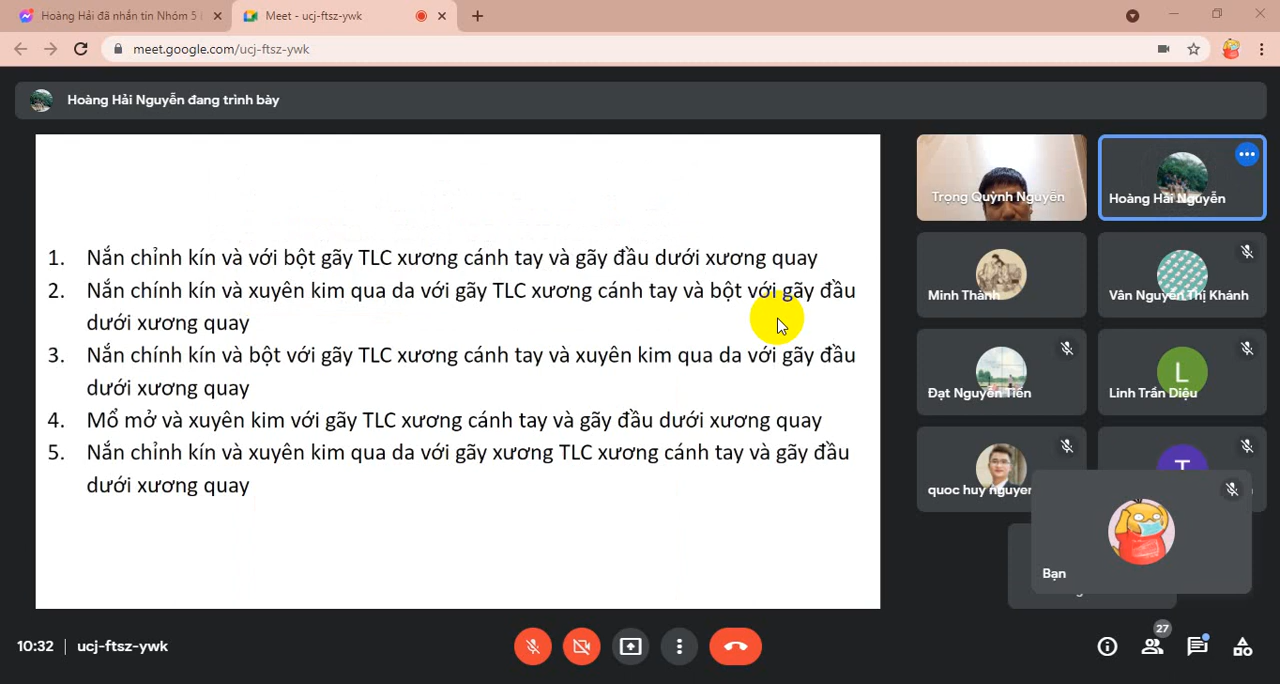 Hoàng Hải đã nhắn tin Nhóm 5
Meet - ucj-ftsz-ywk
meet.google.com/ucj-ftsz-ywk
Hoàng Hải Nguyễn đang trình bày
1. Nắn chỉnh kín và với bột gãy TLC xương cánh tay và gãy đầu dưới xương quay
2. Nắn chính kín và xuyên kim qua da với gãy TLC xương cánh tay và bột với gãy đầu
dưới xương quay
3. Nắn chính kín và bột với gãy TLC xương cánh tay và xuyên kim qua da với gãy đầu
dưới xương quay
4. Mổ mở và xuyên kim với gãy TLC xương cánh tay và gãy đầu dưới xương quay
5. Nắn chỉnh kín và xuyên kim qua da với gãy xương TLC xương cánh tay và gãy đầu
dưới xương quay
Trọng Quỳnh Nguyễn
Hoàng Hải Nguyễn
Minh Thành
Vân Nguyễn Thị Khánh
Đạt Nguyễn Tiến
L
Linh Trần Diệu
quoc huy nguyen
T
Bạn
10:32
ucj-ftsz-ywk
27